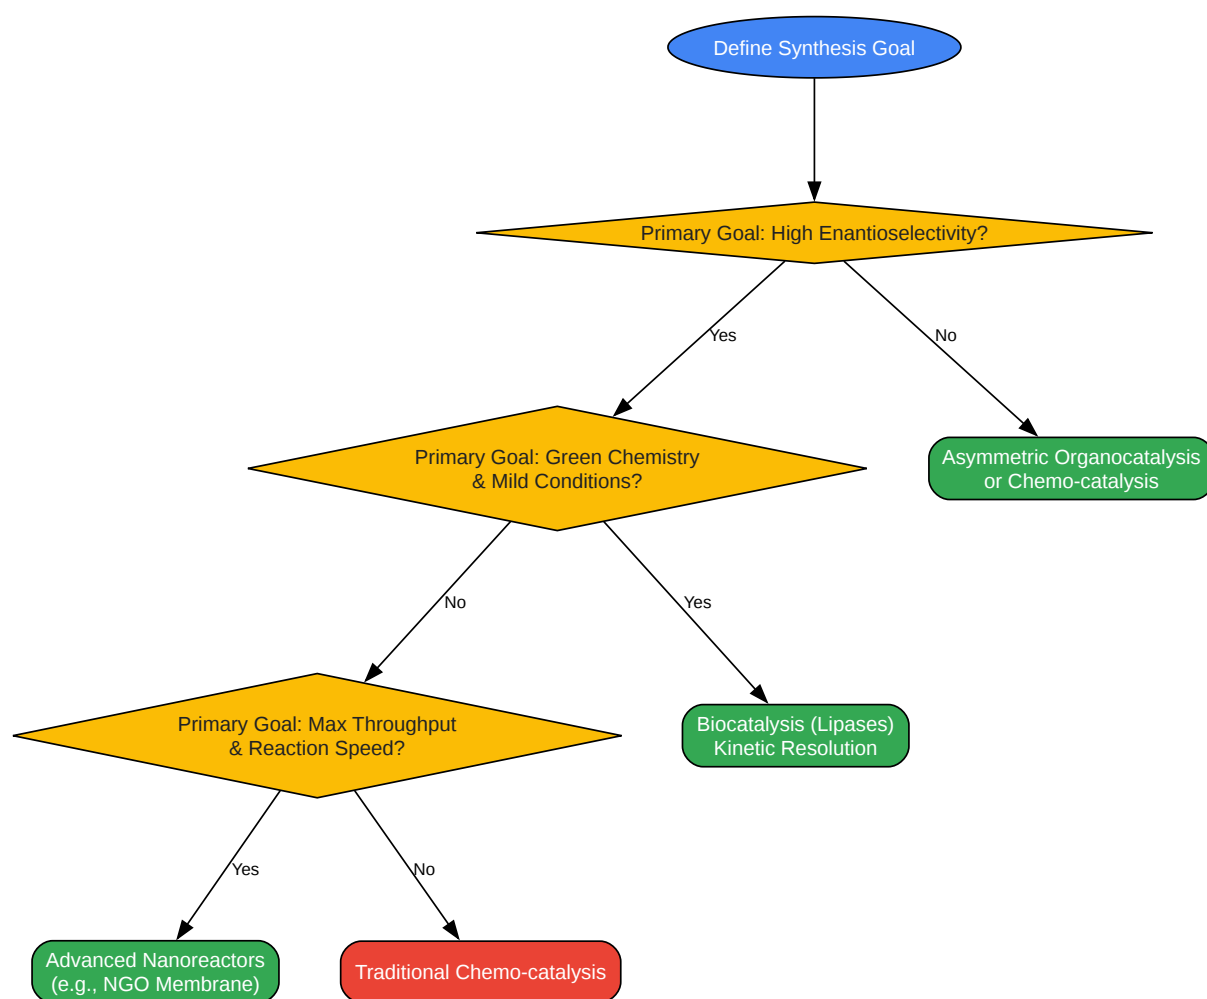 Define Synthesis Goal
Primary Goal: High Enantioselectivity?
Yes
No
Primary Goal: Green Chemistry
& Mild Conditions?
Asymmetric Organocatalysis
or Chemo-catalysis
No
Yes
Primary Goal: Max Throughput
& Reaction Speed?
Biocatalysis (Lipases)
Kinetic Resolution
Yes
No
Advanced Nanoreactors
(e.g., NGO Membrane)
Traditional Chemo-catalysis